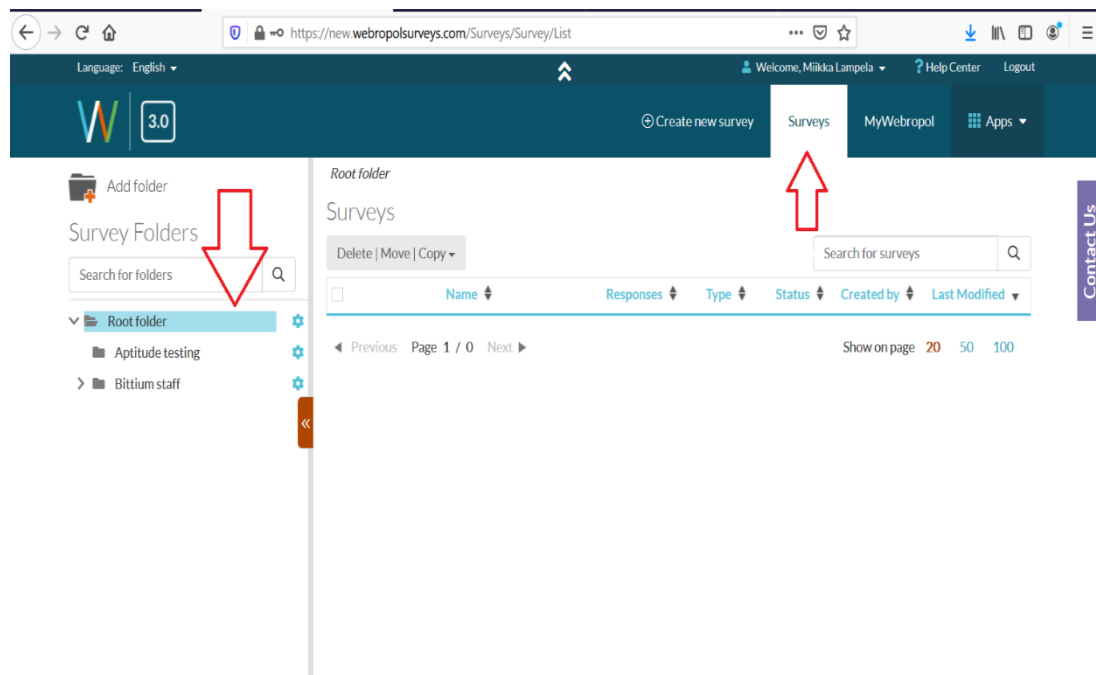 https://new.webropolsurveys.com/Surveys/Survey/List
Language: English
Welcome, Miikka Lampela
? Help Center
Logout
W 3.0
Create new survey
Surveys
MyWebropol
Apps
Add folder
Survey Folders
Search for folders
Root folder
Aptitude testing
Bittium staff
Root folder
Surveys
Delete | Move | Copy
Search for surveys
Name Responses Type Status Created by Last Modified
Previous Page 1 / 0 Next
Show on page 20 50 100
Contact Us